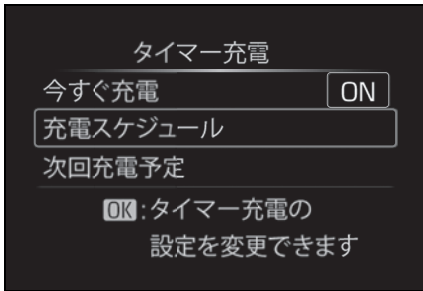 タイマー充電
今すぐ充電 ON
充電スケジュール
次回充電予定
OK:タイマー充電の
設定を変更できます